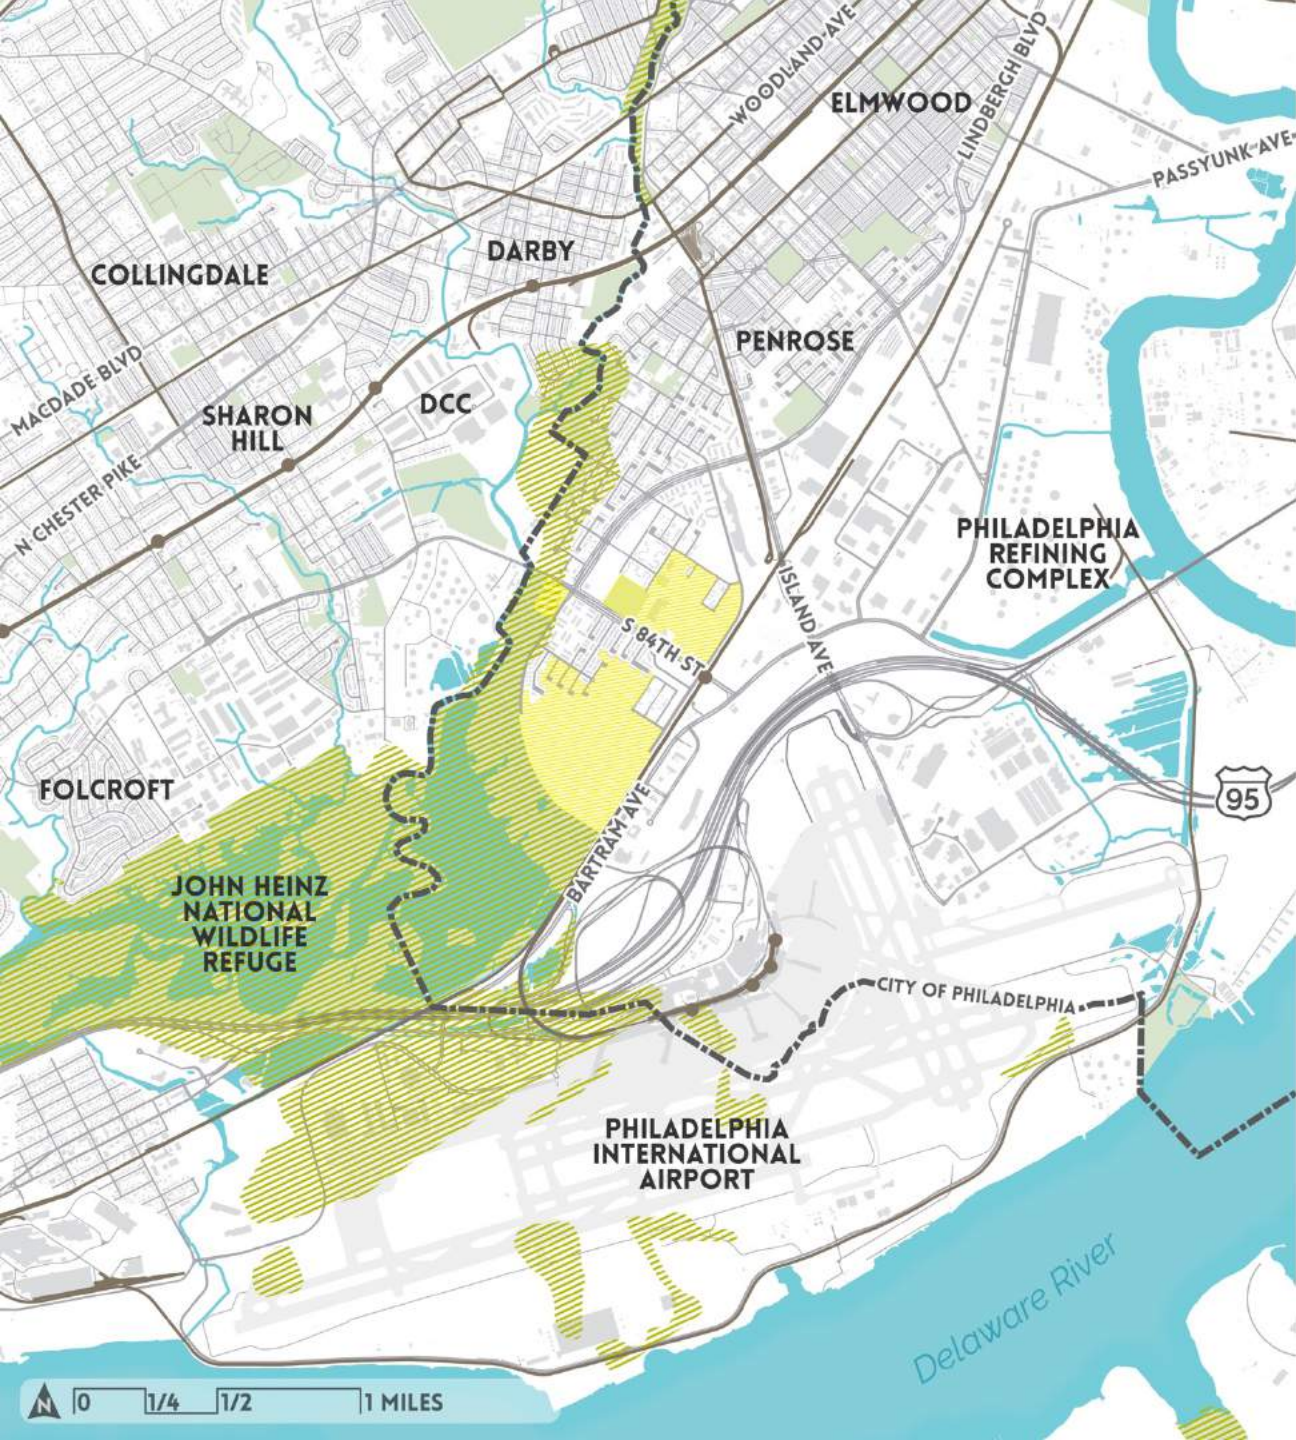 WOODLAND AVE
ELMWOOD
LINDBERGH BLVD
PASSYUNK AVE
DARBY
COLLINGDALE
PENROSE
MACDADE BLVD
DCC
SHARON
HILL
N CHESTER PIKE
PHILADELPHIA
REFINING
COMPLEX
ISLAND AVE
S 84TH ST
FOLCROFT
95
BARTRAM AVE
JOHN HEINZ
NATIONAL
WILDLIFE
REFUGE
CITY OF PHILADELPHIA
PHILADELPHIA
INTERNATIONAL
AIRPORT
Delaware River
N 0 1/4 1/2 1 MILES